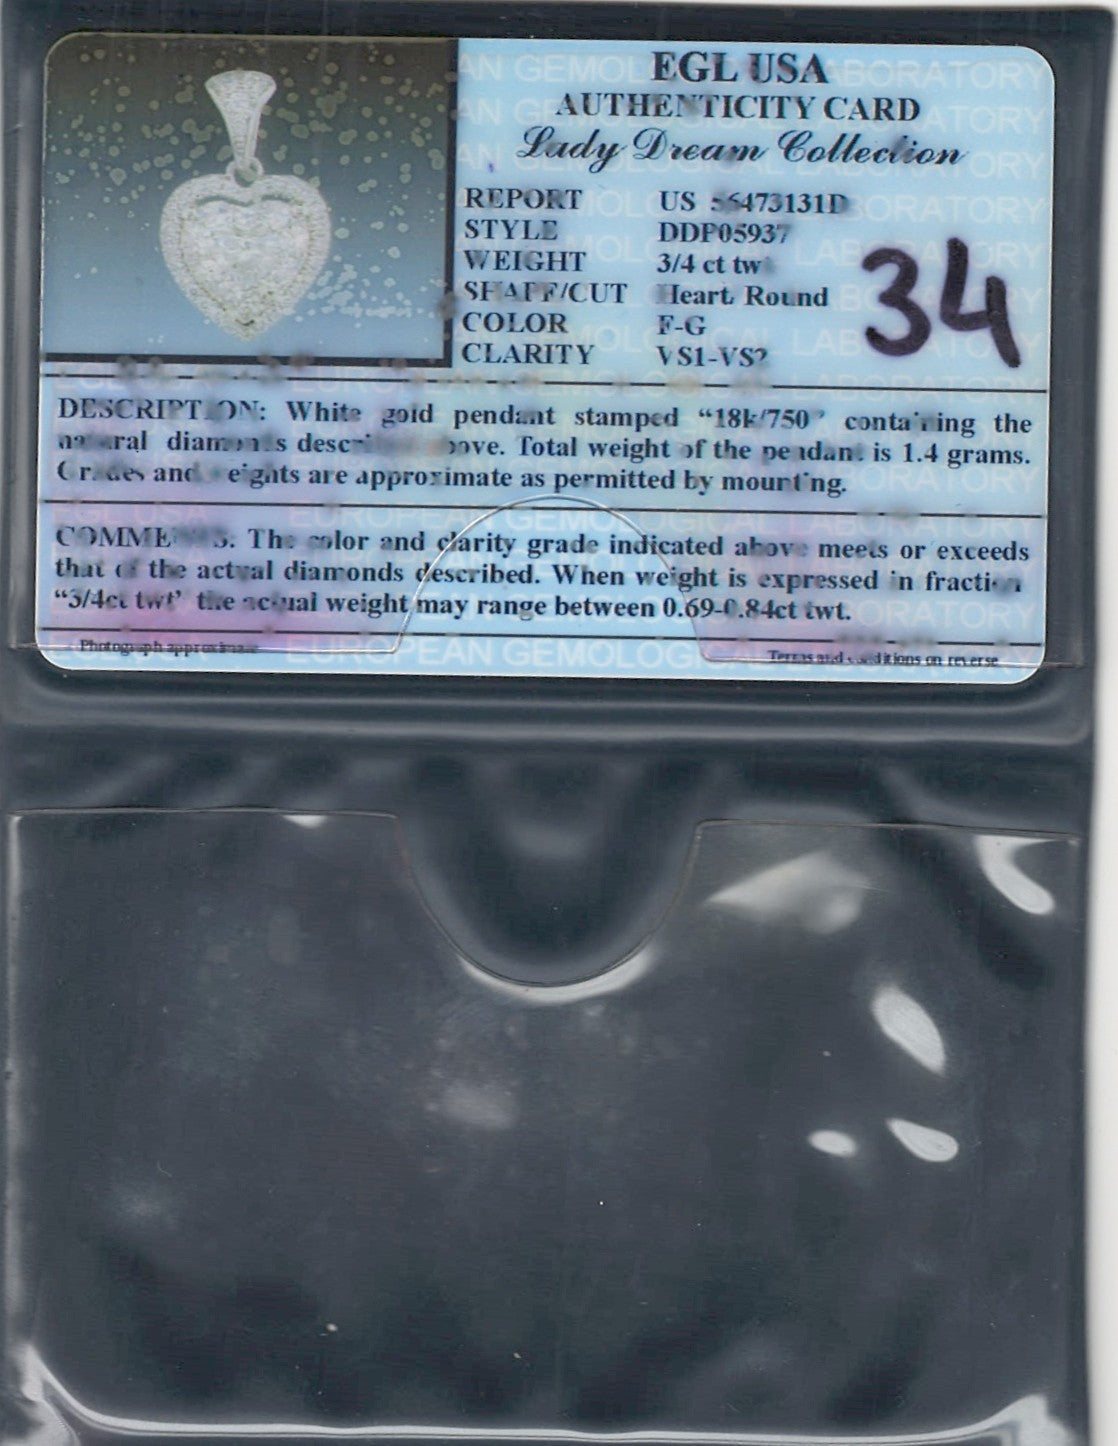 EGL USA
AUTHENTICITY CARD
Lady Dream Collection
REPORT US 56473131D
STYLE DDP05937
WEIGHT 3/4 ct tw
SHAPE/CUT Heart, Round
COLOR F-G
CLARITY VS1-VS2
34
DESCRIPTION: White gold pendant stamped “18k/750” containing the
natural diamonds described above. Total weight of the pendant is 1.4 grams.
Grades and weights are approximate as permitted by mounting.
COMMENTS: The color and clarity grade indicated above meets or exceeds
that of the actual diamonds described. When weight is expressed in fraction
“3/4ct twt” the actual weight may range between 0.69-0.84ct twt.
Photograph approximate
Terms and conditions on reverse
EUROPEAN GEMOLOGICAL LABORATORY